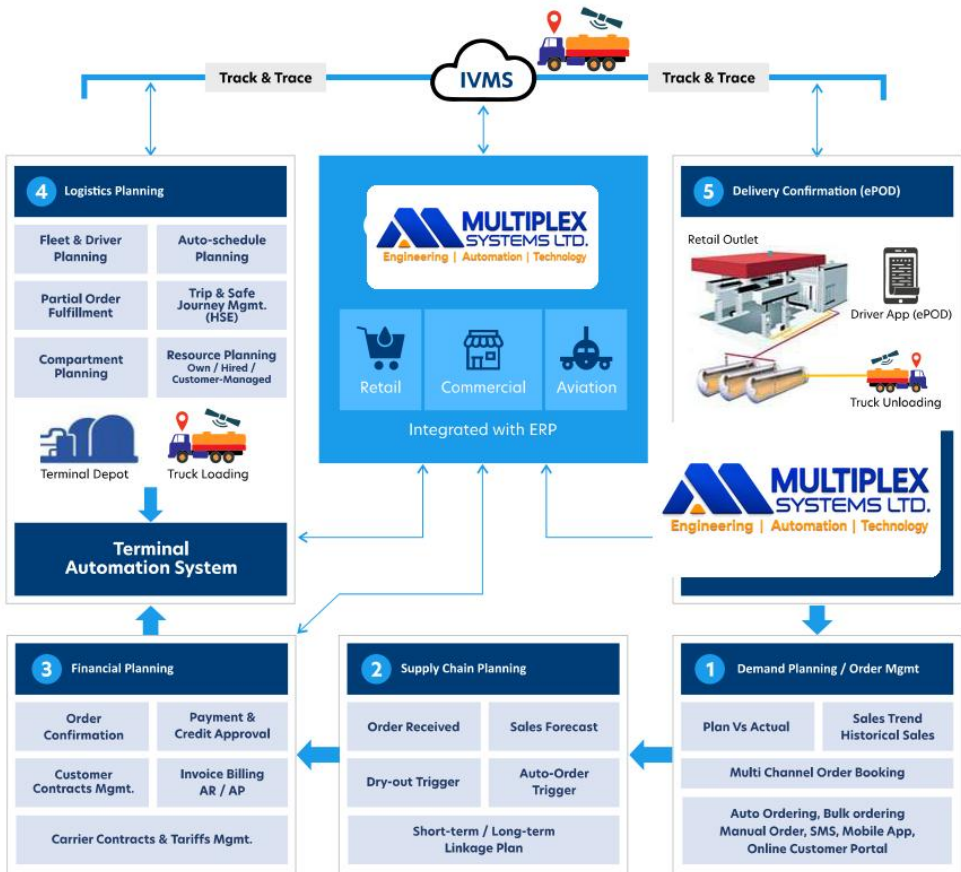 Track & Trace
IVMS
Track & Trace
4
Logistics Planning
Fleet & Driver
Planning
Auto-schedule
Planning
Partial Order
Fulfillment
Trip & Safe
Journey Mgmt.
(HSE)
Compartment
Planning
Resource Planning
Own / Hired /
Customer-Managed
Terminal Depot
Truck Loading
Terminal
Automation System
MULTIPLEX
SYSTEMS LTD.
Engineering | Automation | Technology
Retail
Commercial
Aviation
Integrated with ERP
5
Delivery Confirmation (ePOD)
Retail Outlet
Driver App (ePOD)
Truck Unloading
MULTIPLEX
SYSTEMS LTD.
Engineering | Automation | Technology
3
Financial Planning
Order
Confirmation
Payment &
Credit Approval
Customer
Contracts Mgmt.
Invoice Billing
AR / AP
Carrier Contracts & Tariffs Mgmt.
2
Supply Chain Planning
Order Received
Sales Forecast
Dry-out Trigger
Auto-Order
Trigger
Short-term / Long-term
Linkage Plan
1
Demand Planning / Order Mgmt
Plan Vs Actual
Sales Trend
Historical Sales
Multi Channel Order Booking
Auto Ordering, Bulk ordering
Manual Order, SMS, Mobile App,
Online Customer Portal